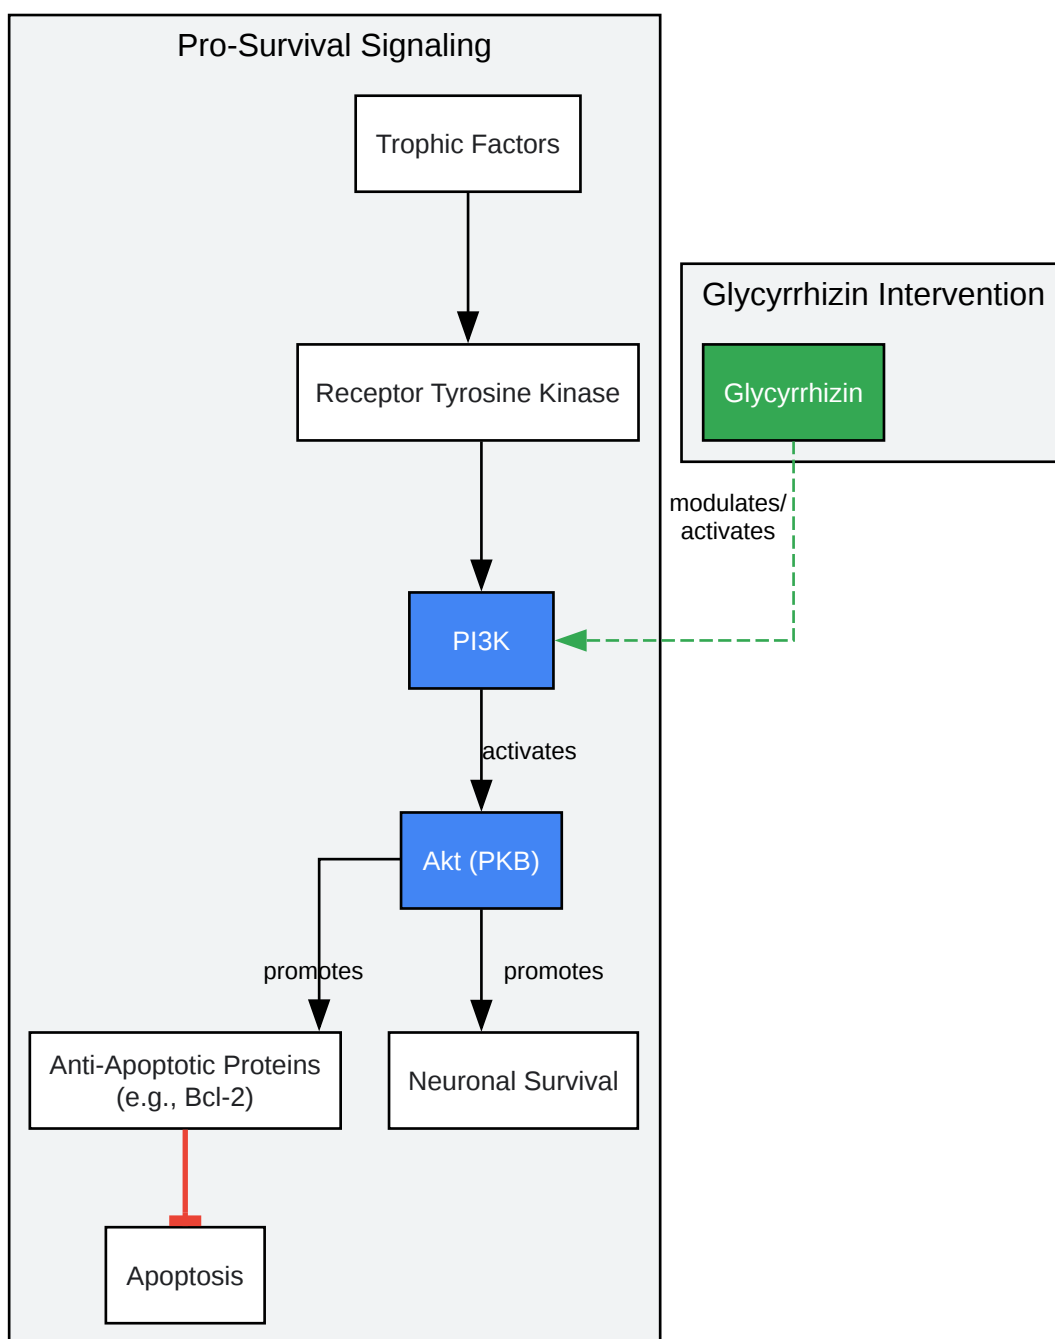 Pro-Survival Signaling
Trophic Factors
Glycyrrhizin Intervention
Receptor Tyrosine Kinase
Glycyrrhizin
modulates/
activates
PI3K
activates
Akt (PKB)
promotes
promotes
Anti-Apoptotic Proteins
(e.g., Bcl-2)
Neuronal Survival
Apoptosis